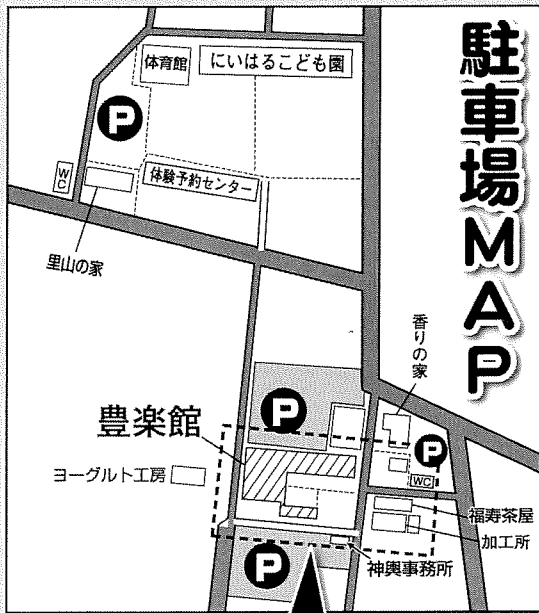 駐車場MAP
体育館
にいはるこども園
P
WC
体験予約センター
里山の家
香りの家
P
豊楽館
P
ヨーグルト工房
WC
福寿茶屋
加工所
神輿事務所
P